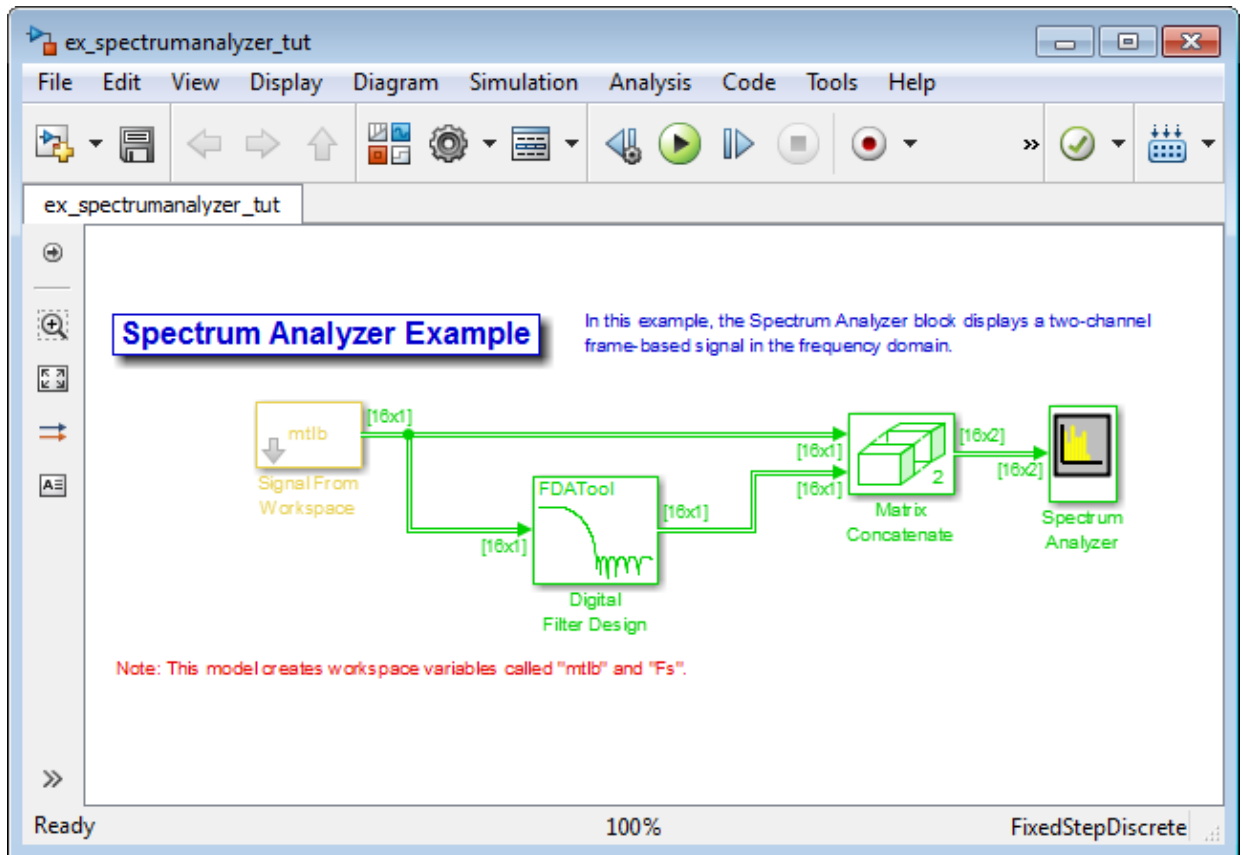 ex_spectrumanalyzer_tut
File Edit View Display Diagram Simulation Analysis Code Tools Help
»
ex_spectrumanalyzer_tut
Spectrum Analyzer Example
In this example, the Spectrum Analyzer block displays a two-channel
frame-based signal in the frequency domain.
mtlb
[16x1]
Signal From
Workspace
[16x1]
FDATool
[16x1]
Digital
Filter Design
[16x1]
[16x1]
2
[16x2]
Matrix
Concatenate
[16x2]
Spectrum
Analyzer
Note: This model creates workspace variables called "mtlb" and "Fs".
A
»
Ready 100% FixedStepDiscrete